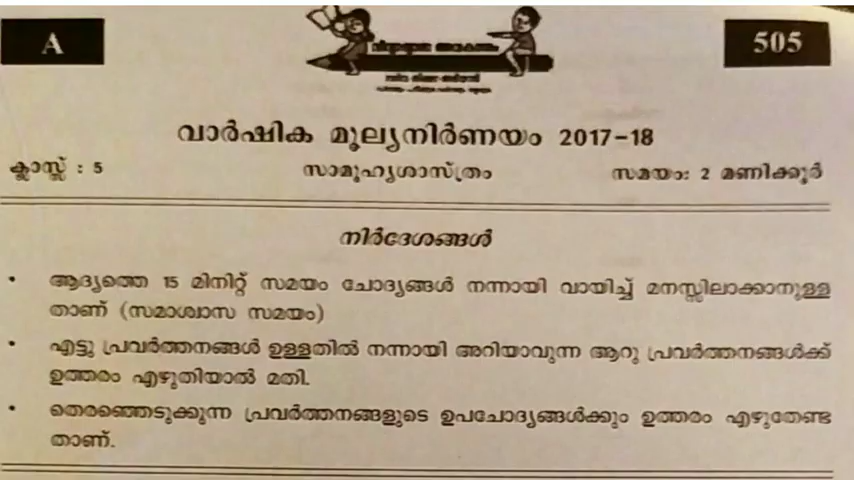 A
505
വാർഷിക മൂല്യനിർണയം 2017-18
ക്ലാസ്സ് : 5 സാമൂഹ്യശാസ്ത്രം സമയം: 2 മണിക്കൂർ
നിർദേശങ്ങൾ
• ആദ്യത്തെ 15 മിനിറ്റ് സമയം ചോദ്യങ്ങൾ നന്നായി വായിച്ച് മനസ്സിലാക്കാനുള്ള
താണ് (സമാശ്വാസ സമയം)
• എട്ടു പ്രവർത്തനങ്ങൾ ഉള്ളതിൽ നന്നായി അറിയാവുന്ന ആറു പ്രവർത്തനങ്ങൾക്ക്
ഉത്തരം എഴുതിയാൽ മതി.
• തെരഞ്ഞെടുക്കുന്ന പ്രവർത്തനങ്ങളുടെ ഉപചോദ്യങ്ങൾക്കും ഉത്തരം എഴുതേണ്ട
താണ്.